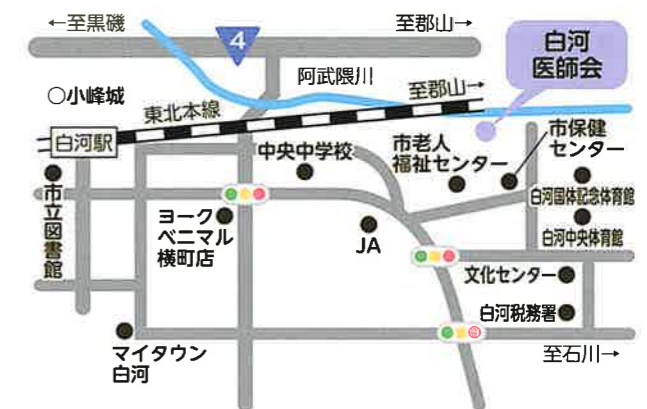 ←至黒磯
至郡山→
4
白河
医師会
阿武隈川
至郡山→
○小峰城
東北本線
白河駅
中央中学校
市老人
福祉センター
市保健
センター
市立図書館
ヨーク
ベニマル
横町店
JA
白河国体記念体育館
白河中央体育館
文化センター
白河税務署
マイタウン
白河
至石川→